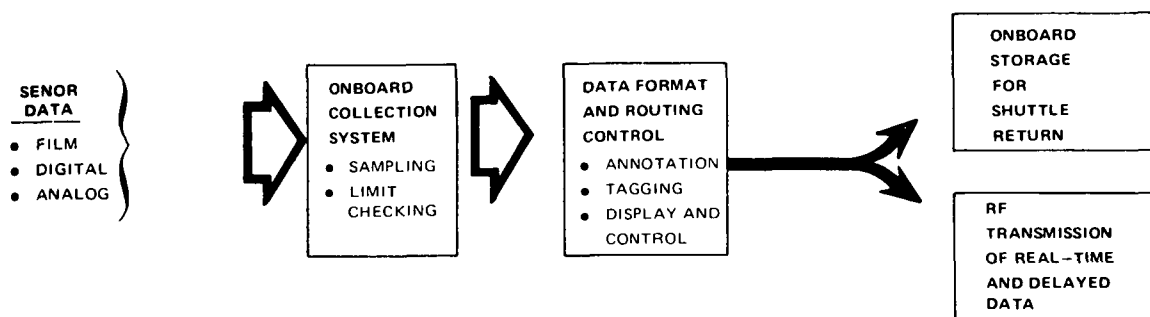 SENOR
DATA
• FILM
• DIGITAL
• ANALOG
ONBOARD
COLLECTION
SYSTEM
• SAMPLING
• LIMIT
CHECKING
DATA FORMAT
AND ROUTING
CONTROL
• ANNOTATION
• TAGGING
• DISPLAY AND
CONTROL
ONBOARD
STORAGE
FOR
SHUTTLE
RETURN
RF
TRANSMISSION
OF REAL-TIME
AND DELAYED
DATA